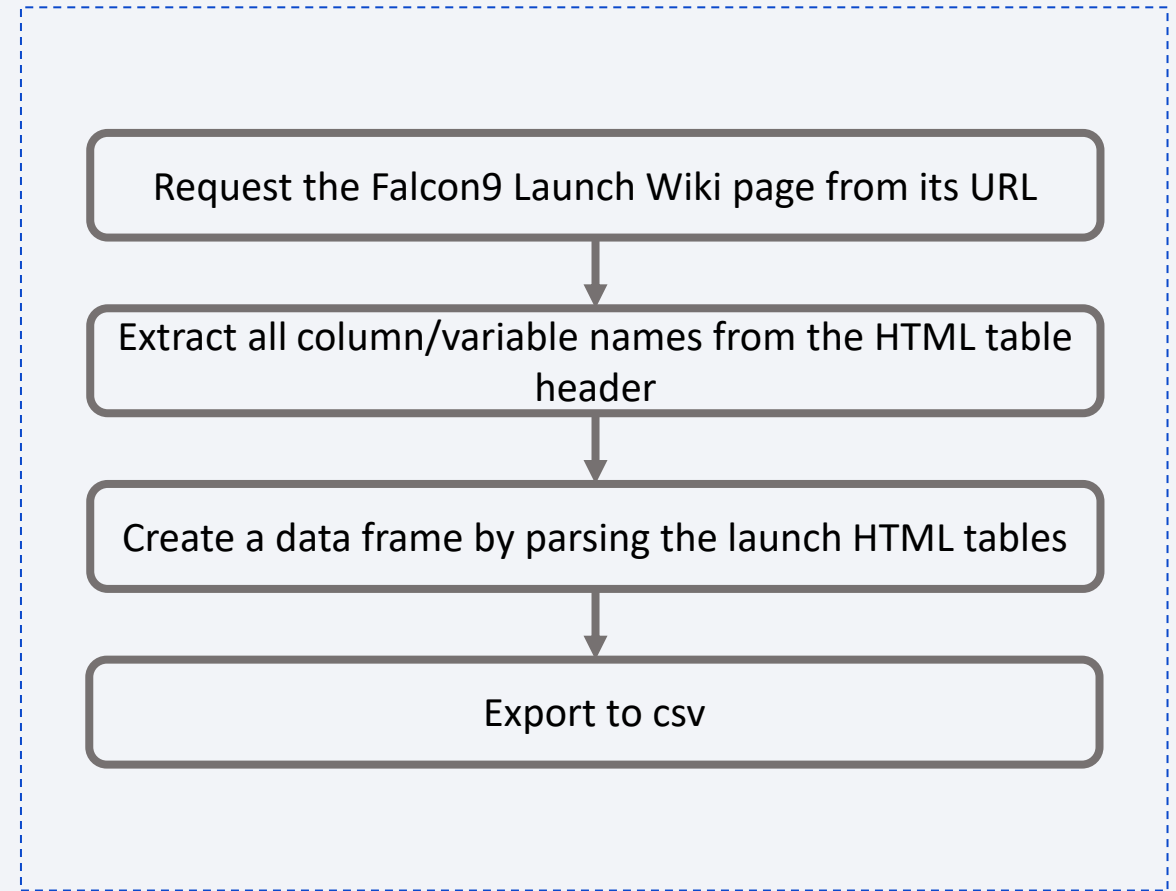 Request the Falcon9 Launch Wiki page from its URL
Extract all column/variable names from the HTML table
header
Create a data frame by parsing the launch HTML tables
Export to csv